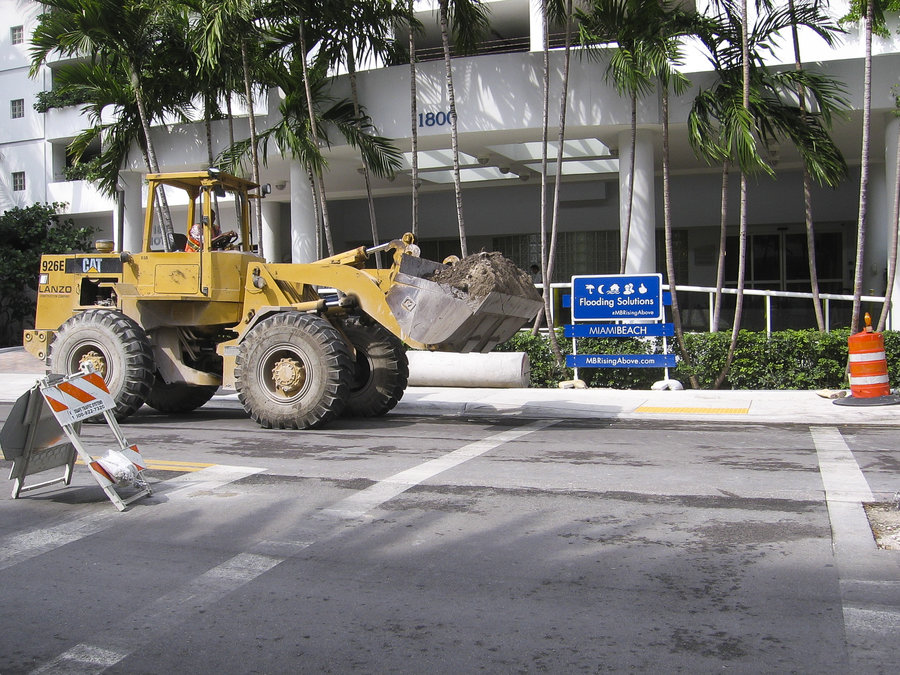 1800
926E
CAT
LANZO
Flooding Solutions
#MBRisingAbove
MIAMIBEACH
MBRisingAbove.com